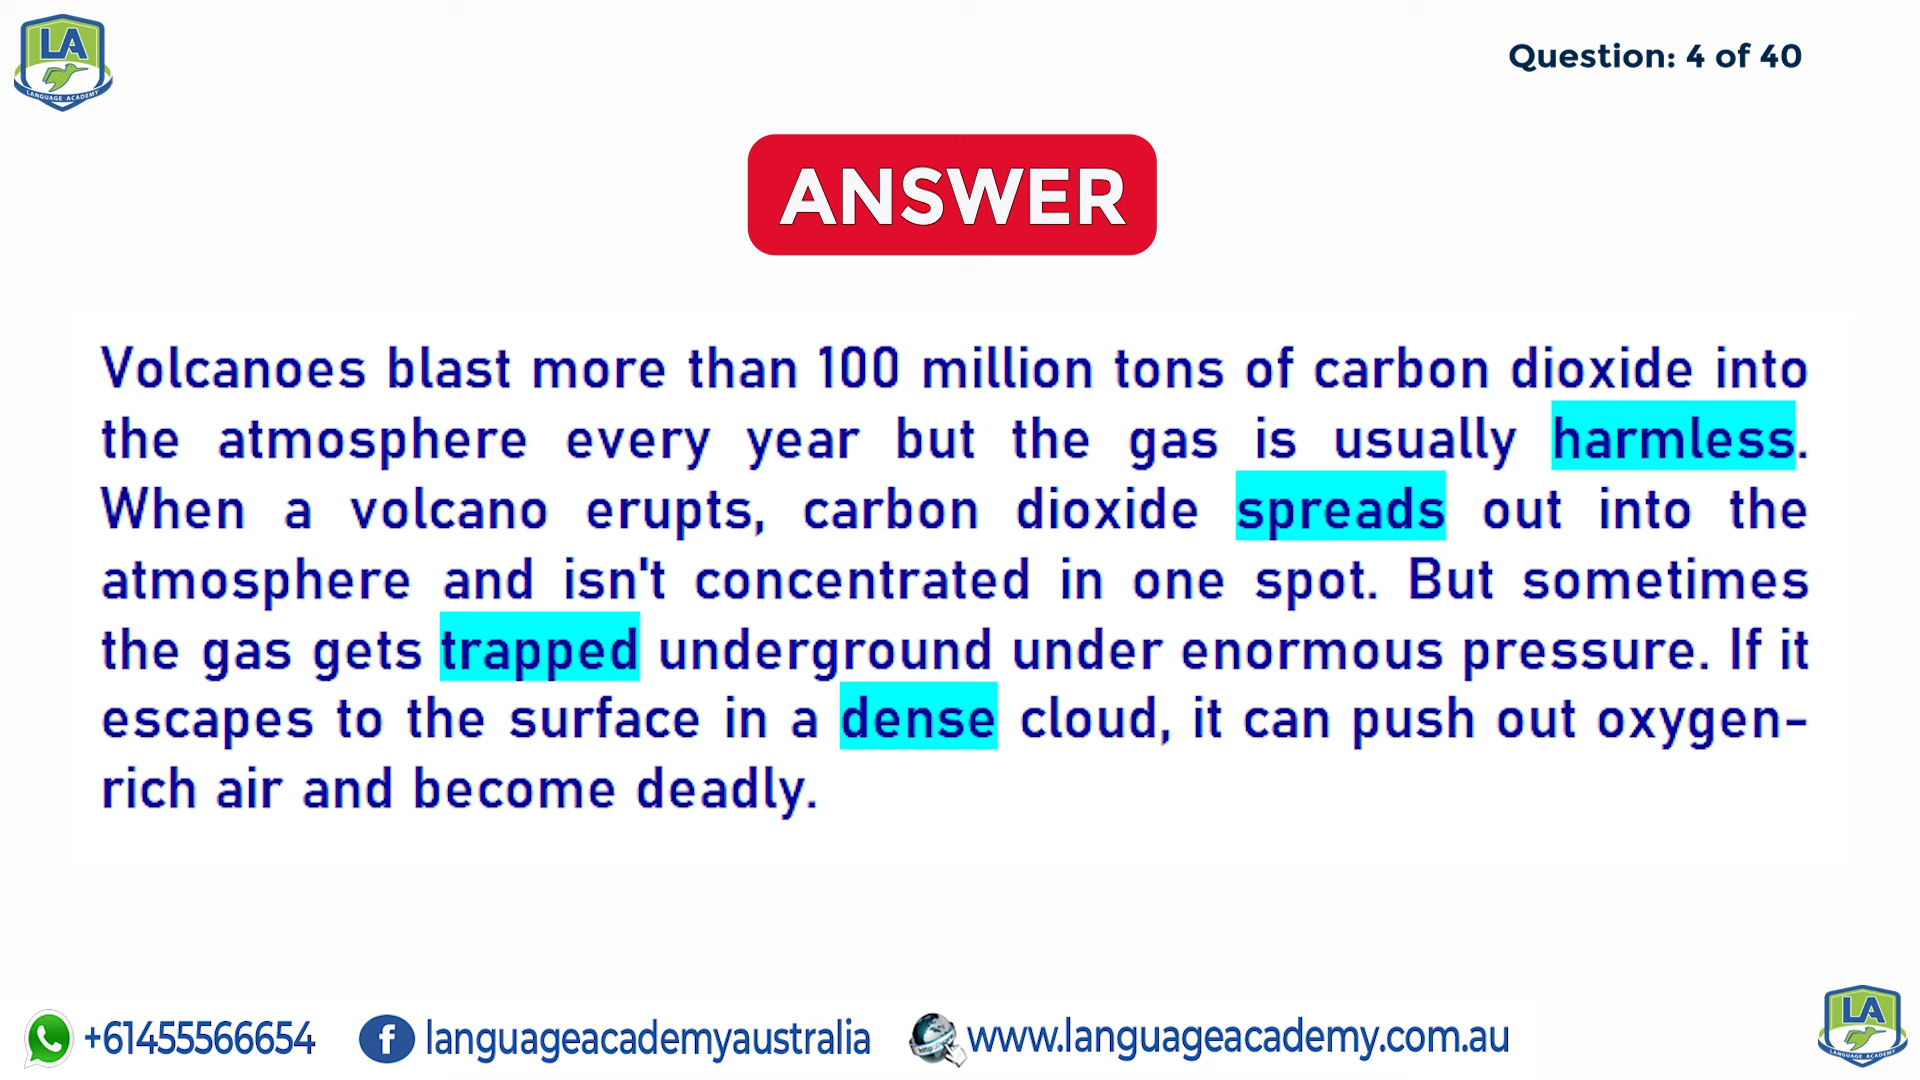 LA
LANGUAGE ACADEMY
Question: 4 of 40
ANSWER
Volcanoes blast more than 100 million tons of carbon dioxide into
the atmosphere every year but the gas is usually harmless.
When a volcano erupts, carbon dioxide spreads out into the
atmosphere and isn't concentrated in one spot. But sometimes
the gas gets trapped underground under enormous pressure. If it
escapes to the surface in a dense cloud, it can push out oxygen-
rich air and become deadly.
+61455566654
f languageacademyaustralia
www.languageacademy.com.au
LA
LANGUAGE ACADEMY